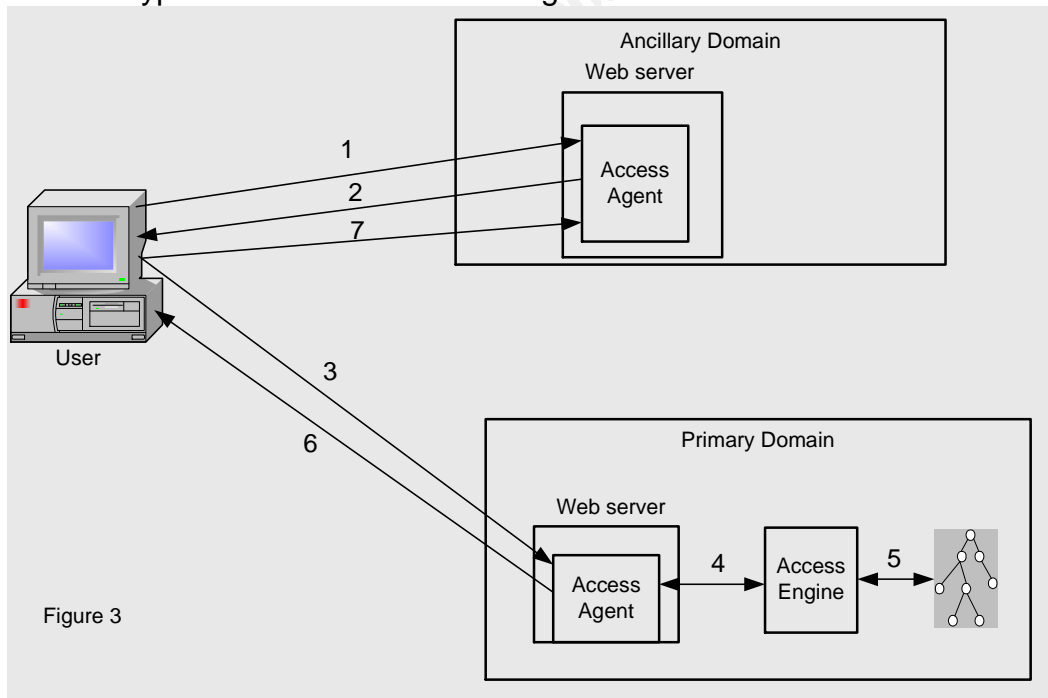 Ancillary Domain
Web server
Access
Agent
1
2
7
User
3
6
Primary Domain
Web server
Access
Agent
4
Access
Engine
5
Figure 3